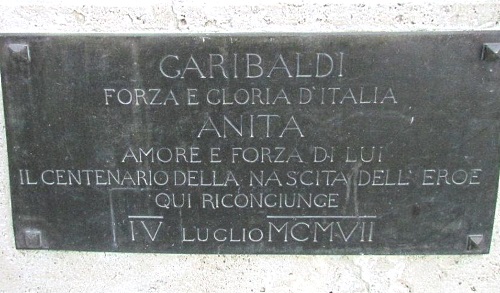 GARIBALDI
FORZA E GLORIA D'ITALIA
ANITA
AMORE E FORZA DI LUI
IL CENTENARIO DELLA NASCITA DELL' EROE
QUI RICONGIUNGE
IV LUGLIO MCMVII